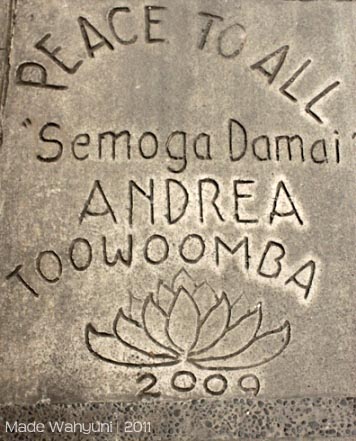 PEACE TO ALL
"Semoga Damai"
ANDREA
TOOWOOMBA
2009
Made Wahyuni | 2011